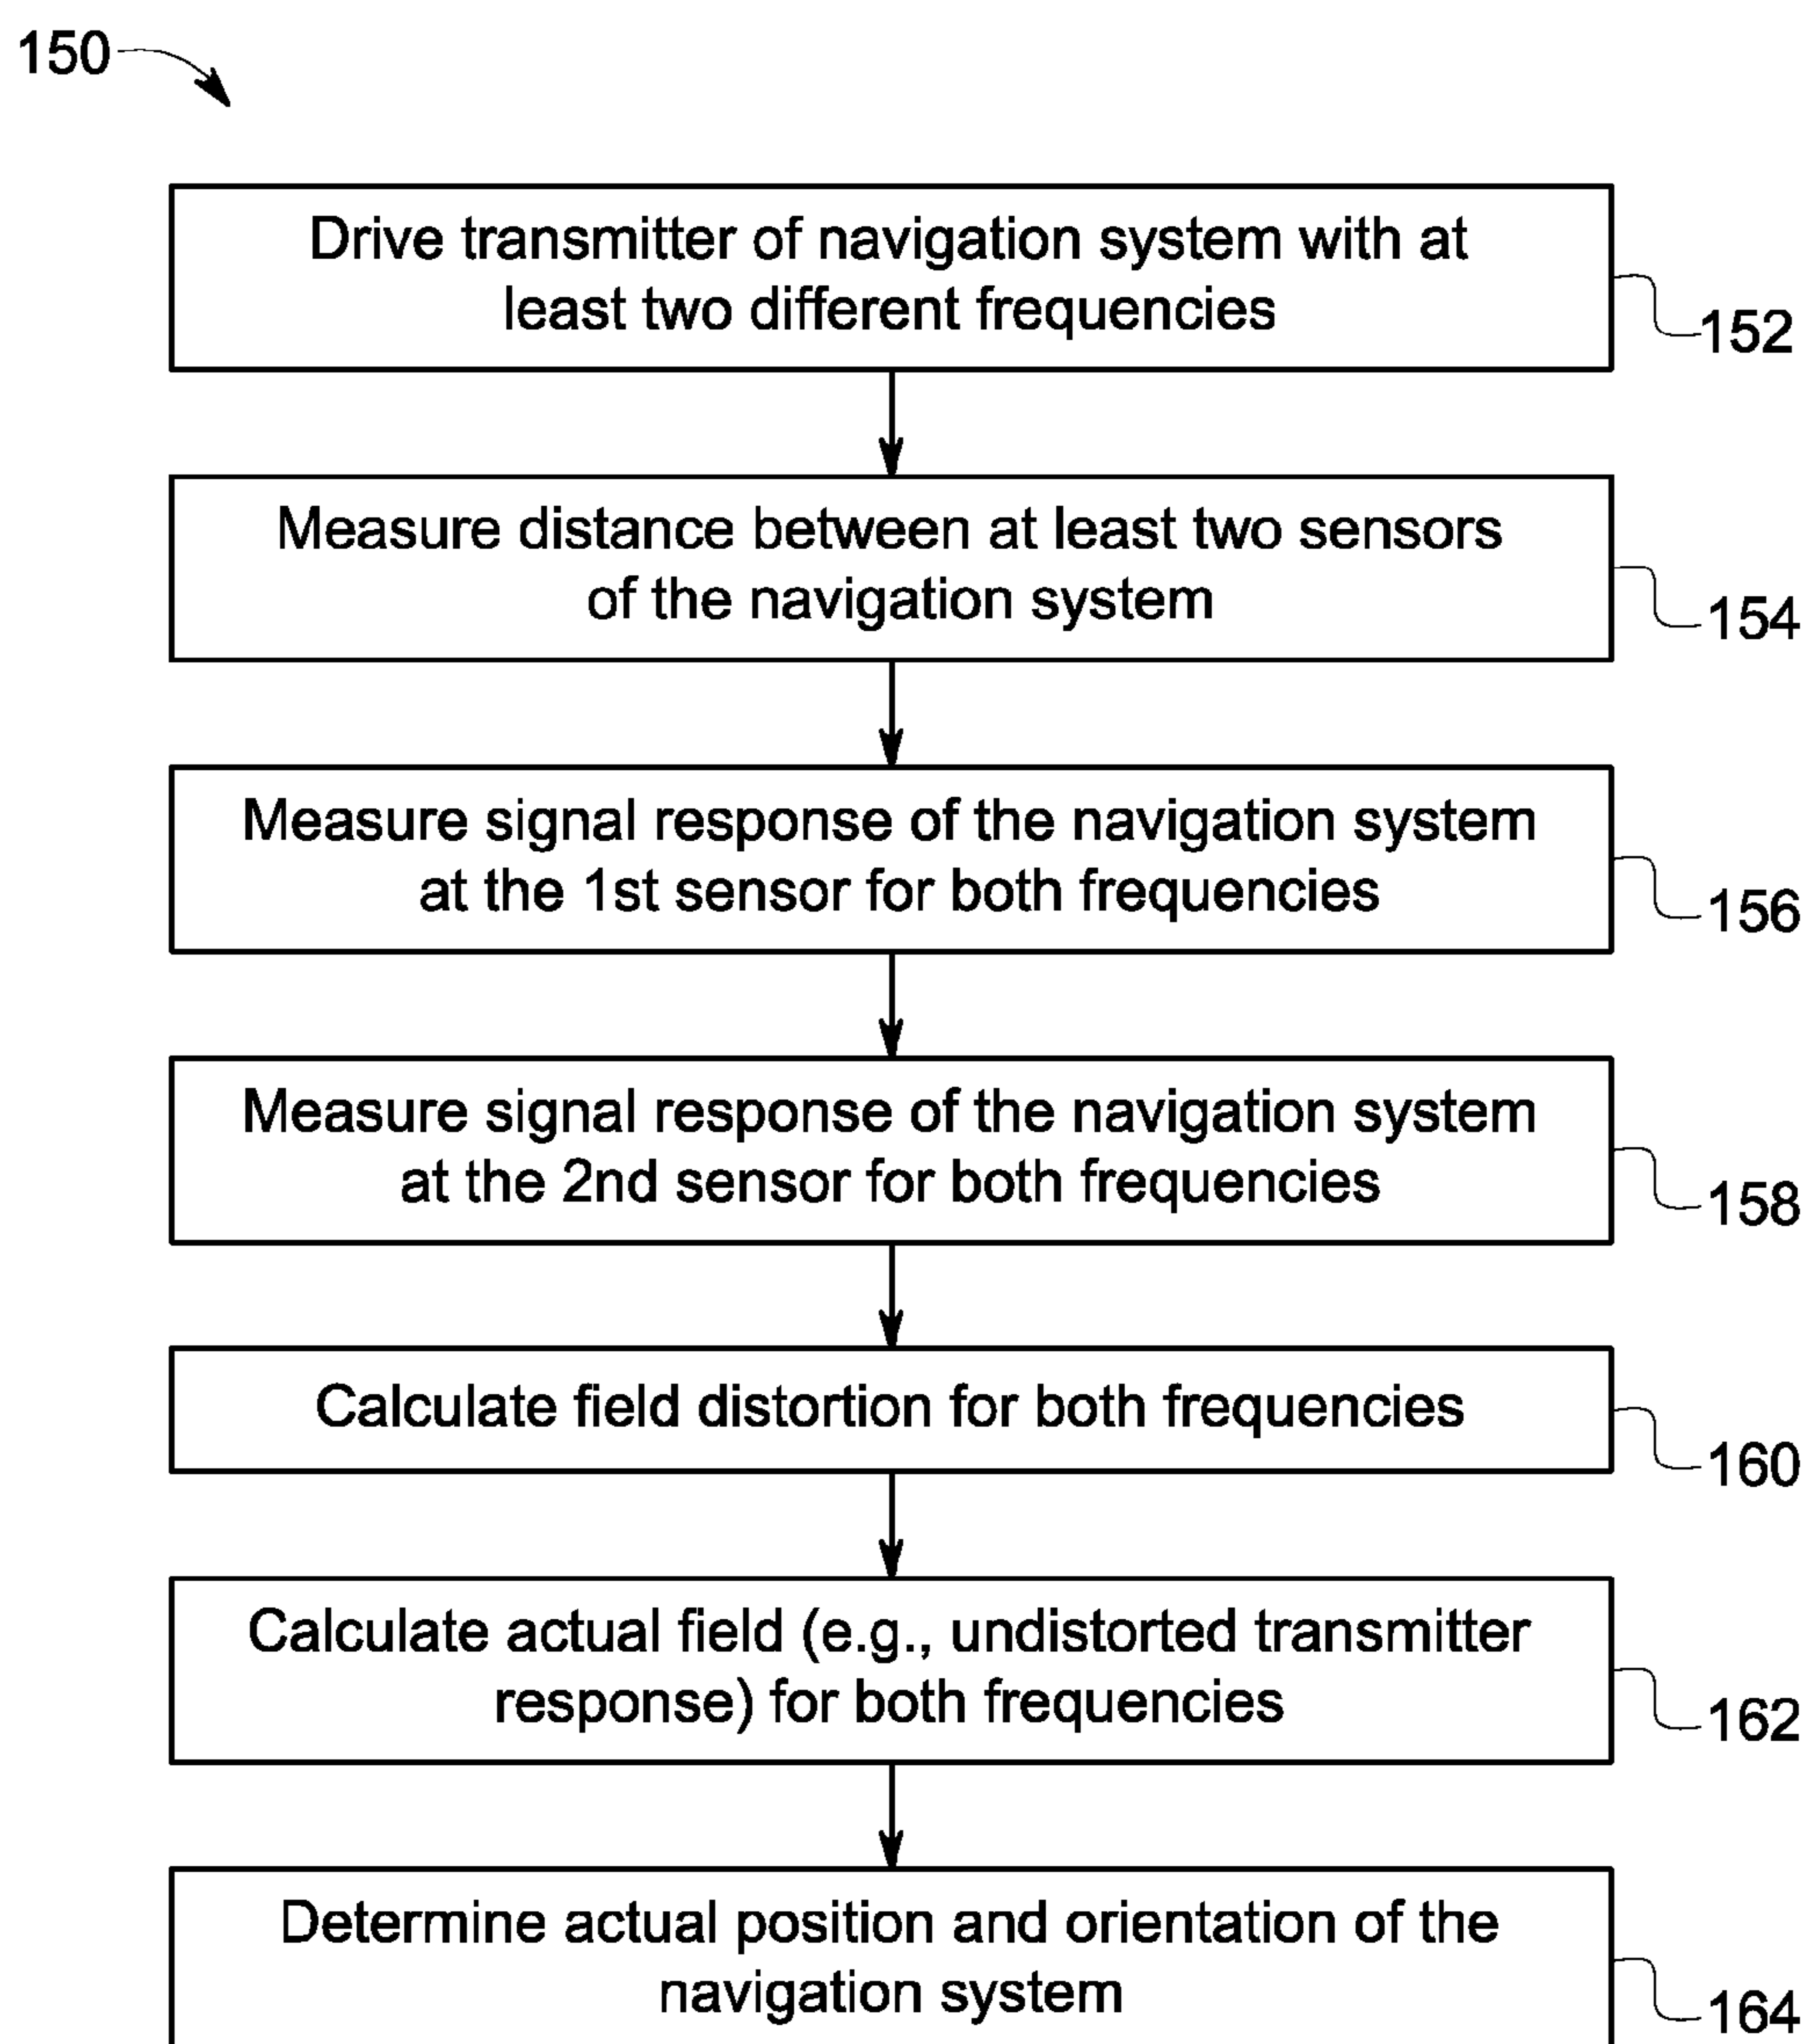 150
Drive transmitter of navigation system with at
least two different frequencies
152
Measure distance between at least two sensors
of the navigation system
154
Measure signal response of the navigation system
at the 1st sensor for both frequencies
156
Measure signal response of the navigation system
at the 2nd sensor for both frequencies
158
Calculate field distortion for both frequencies
160
Calculate actual field (e.g., undistorted transmitter
response) for both frequencies
162
Determine actual position and orientation of the
navigation system
164